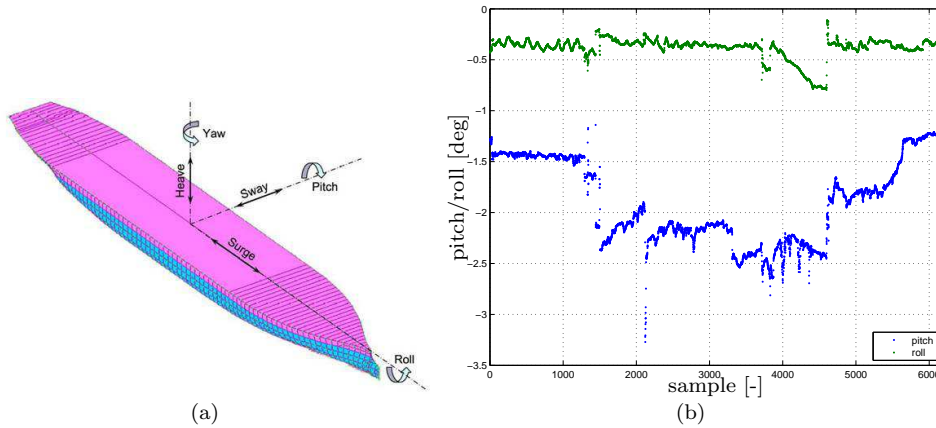 Yaw
Heave
Sway
Pitch
Surge
Roll
(a)
pitch/roll [deg]
0
−0.5
−1
−1.5
−2
−2.5
−3
−3.5
0 1000 2000 3000 4000 5000 6000
sample [-]
pitch
roll
(b)